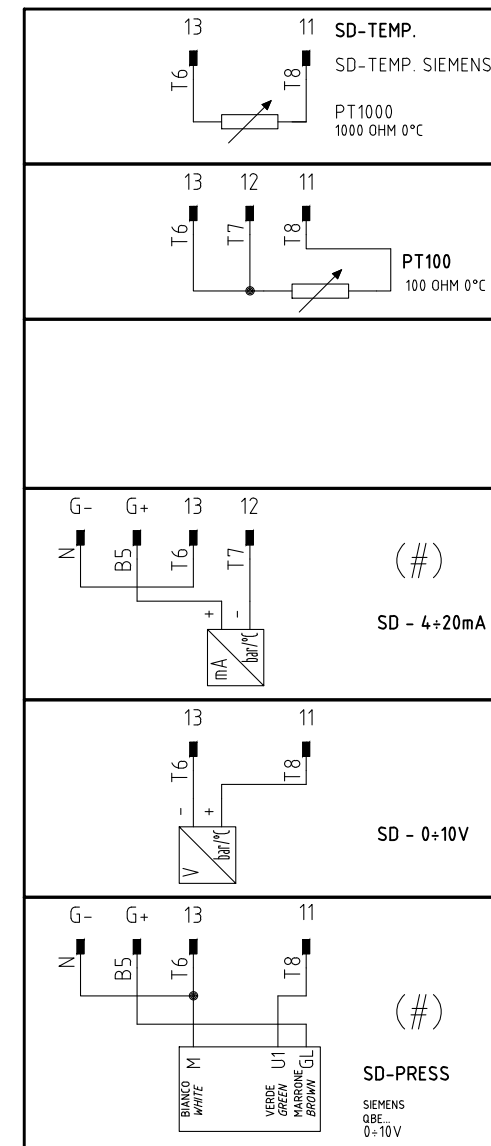 13 11 SD-TEMP.
T6 T8 SD-TEMP. SIEMENS
PT1000
1000 OHM 0°C
13 12 11
T6 T7 T8
PT100
100 OHM 0°C
G- G+ 13 12
N B5 T6 T7
(#)
+ -
SD - 4÷20mA
mA bar/°C
13 11
T6 T8
- +
SD - 0÷10V
V bar/°C
G- G+ 13 11
N B5 T6 T8
(#)
M U1 GL
BIANCO
WHITE
VERDE
GREEN
MARRONE
BROWN
SD-PRESS
SIEMENS
QBE...
0÷10V